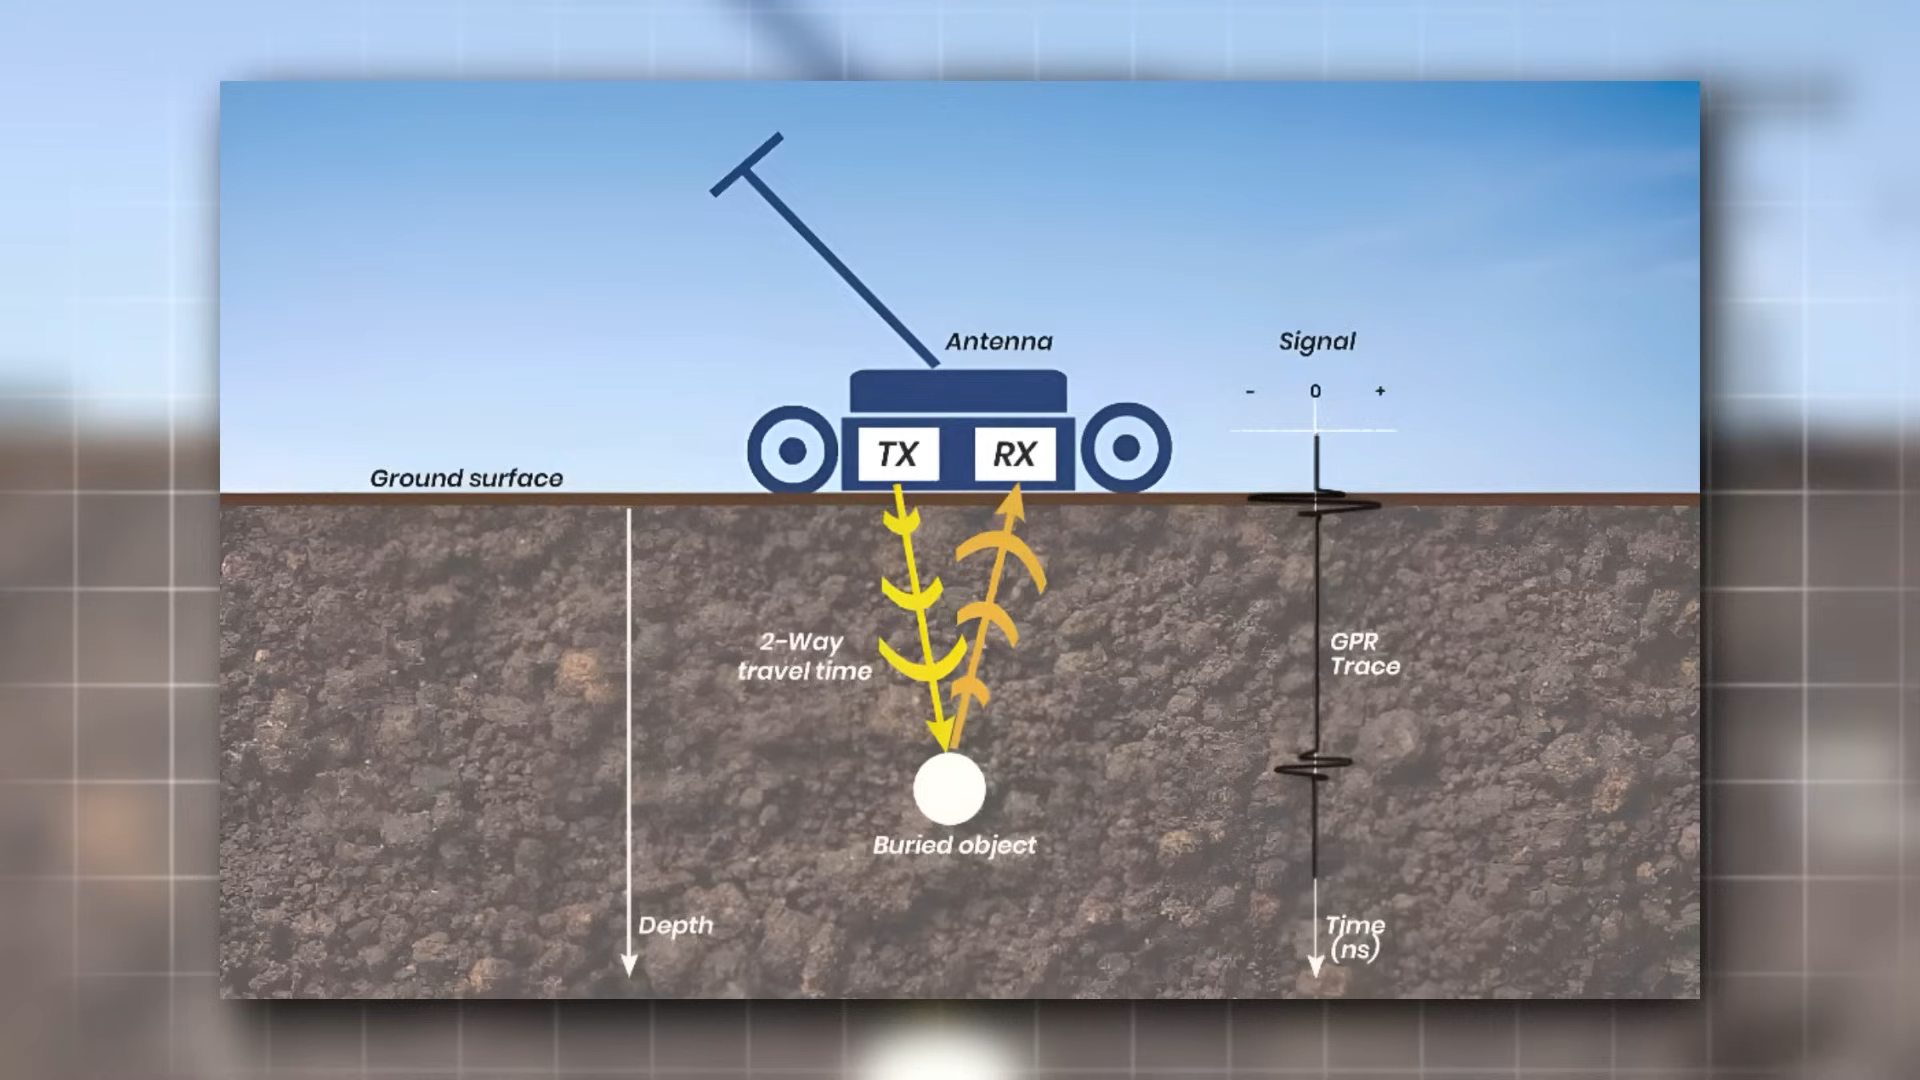 Antenna
Signal
- 0 +
TX
RX
Ground surface
2-Way
travel time
GPR
Trace
Buried object
Depth
Time
(ns)